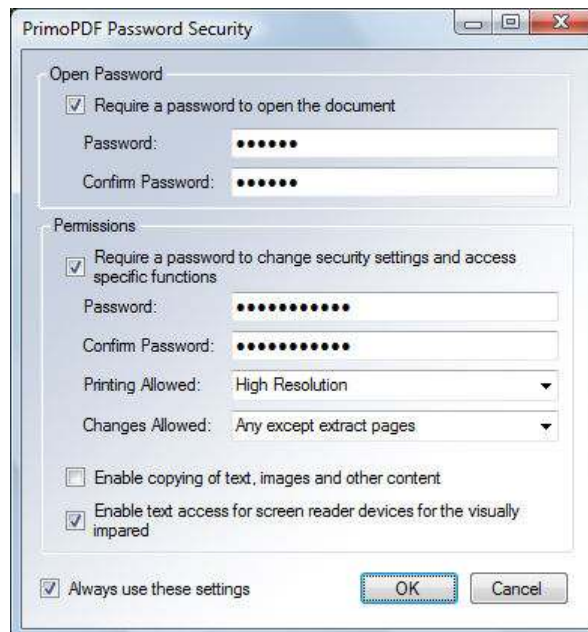 PrimoPDF Password Security
Open Password
Require a password to open the document
Password:
••••••
Confirm Password:
••••••
Permissions
Require a password to change security settings and access
specific functions
Password:
•••••••••••
Confirm Password:
•••••••••••
Printing Allowed:
High Resolution
Changes Allowed:
Any except extract pages
Enable copying of text, images and other content
Enable text access for screen reader devices for the visually
impared
Always use these settings
OK
Cancel